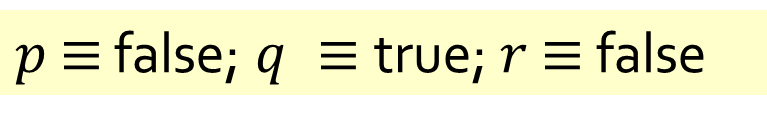 p ≡ false; q ≡ true; r ≡ false